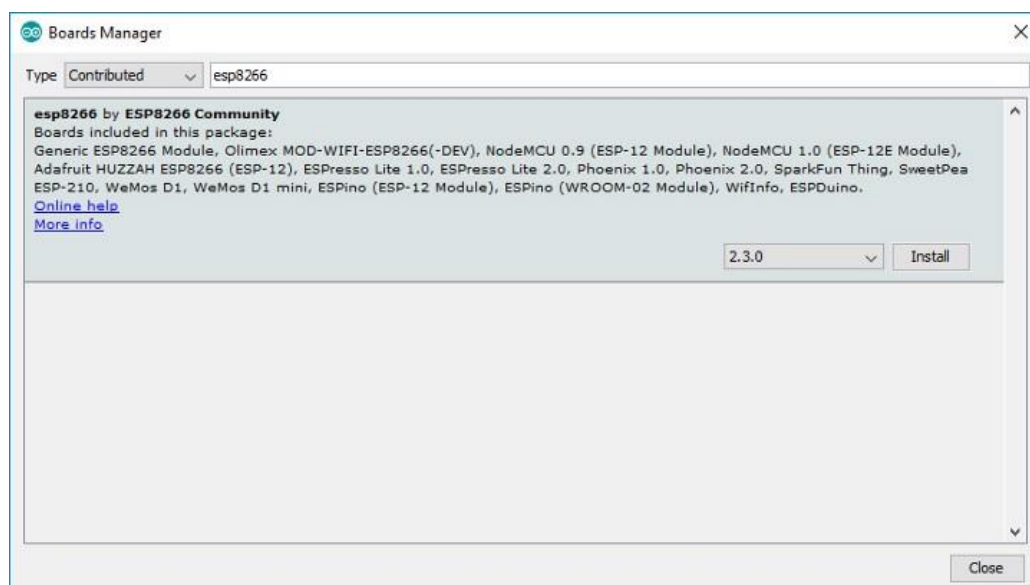 Boards Manager
Type Contributed esp8266
esp8266 by ESP8266 Community
Boards included in this package:
Generic ESP8266 Module, Olimex MOD-WIFI-ESP8266(-DEV), NodeMCU 0.9 (ESP-12 Module), NodeMCU 1.0 (ESP-12E Module),
Adafruit HUZZAH ESP8266 (ESP-12), ESPresso Lite 1.0, ESPresso Lite 2.0, Phoenix 1.0, Phoenix 2.0, SparkFun Thing, SweetPea
ESP-210, WeMos D1, WeMos D1 mini, ESPino (ESP-12 Module), ESPino (WROOM-02 Module), WifInfo, ESPDuino.
Online help
More info
2.3.0 Install
Close